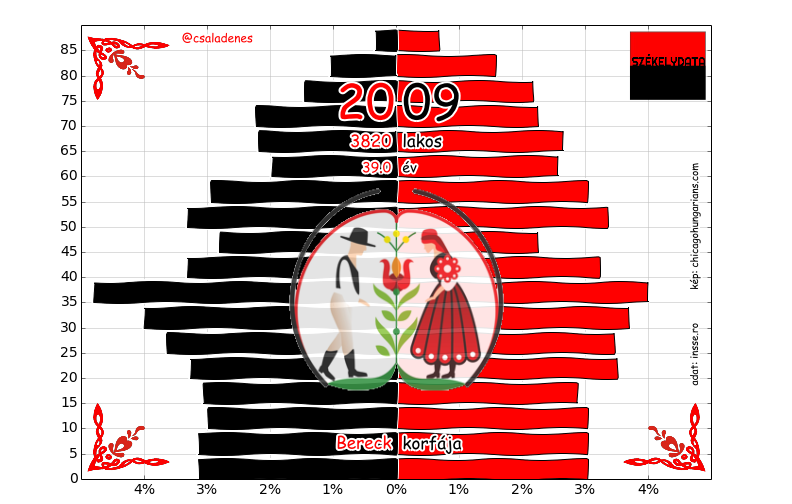 @csaladenes
SZÉKELYDATA
2009
3820 lakos
39.0 év
kép: chicagohungarians.com
adat: insse.ro
Bereck korfája
85
80
75
70
65
60
55
50
45
40
35
30
25
20
15
10
5
0
4% 3% 2% 1% 0% 1% 2% 3% 4%